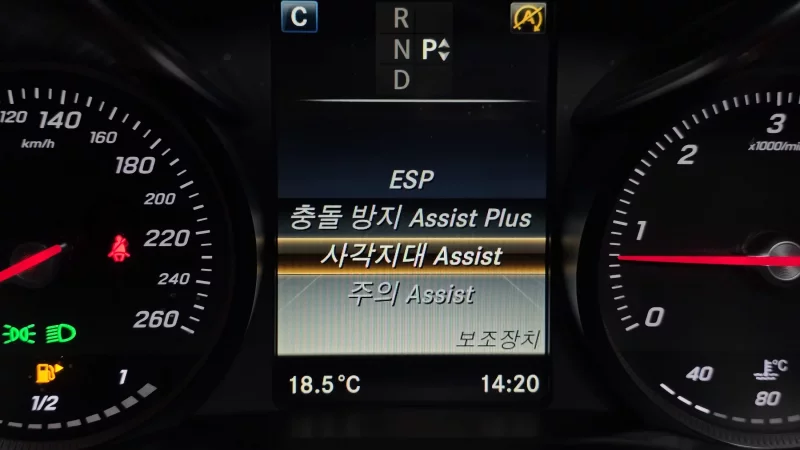 C
R
N P
D
120 140 160 180 200 220 240 260
km/h
1/2 1
ESP
충돌 방지 Assist Plus
사각지대 Assist
주의 Assist
보조장치
18.5°C 14:20
3
2
1
0
x1000/mi
40 80
°C